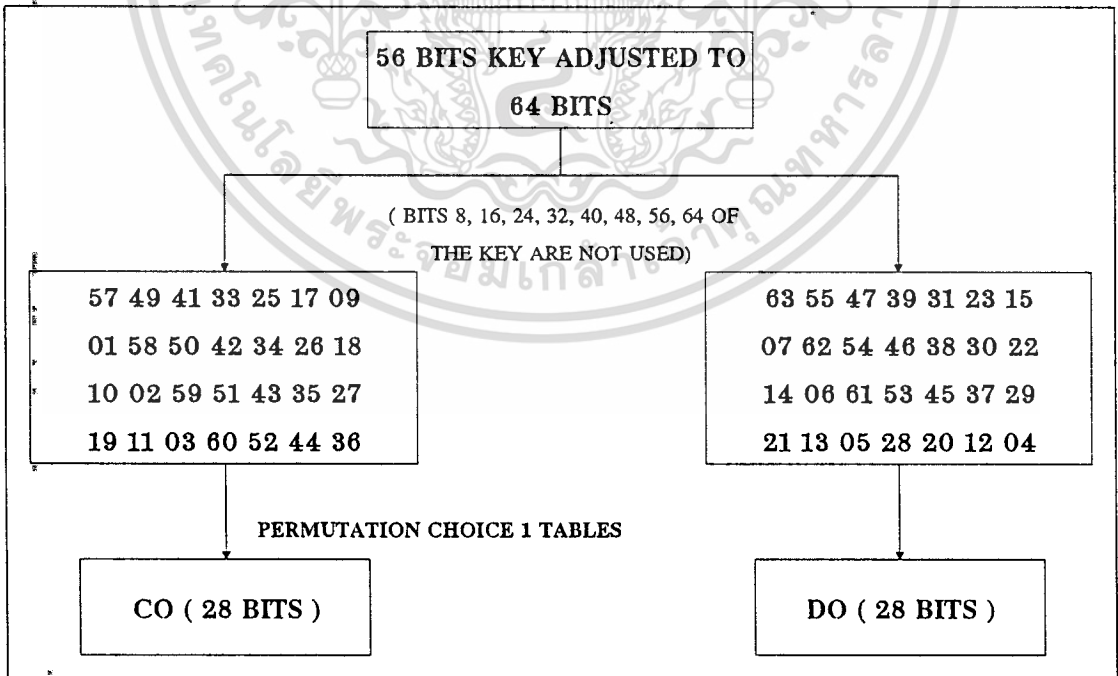 56 BITS KEY ADJUSTED TO
64 BITS
( BITS 8, 16, 24, 32, 40, 48, 56, 64 OF
THE KEY ARE NOT USED)
57 49 41 33 25 17 09
01 58 50 42 34 26 18
10 02 59 51 43 35 27
19 11 03 60 52 44 36
63 55 47 39 31 23 15
07 62 54 46 38 30 22
14 06 61 53 45 37 29
21 13 05 28 20 12 04
PERMUTATION CHOICE 1 TABLES
CO ( 28 BITS )
DO ( 28 BITS )